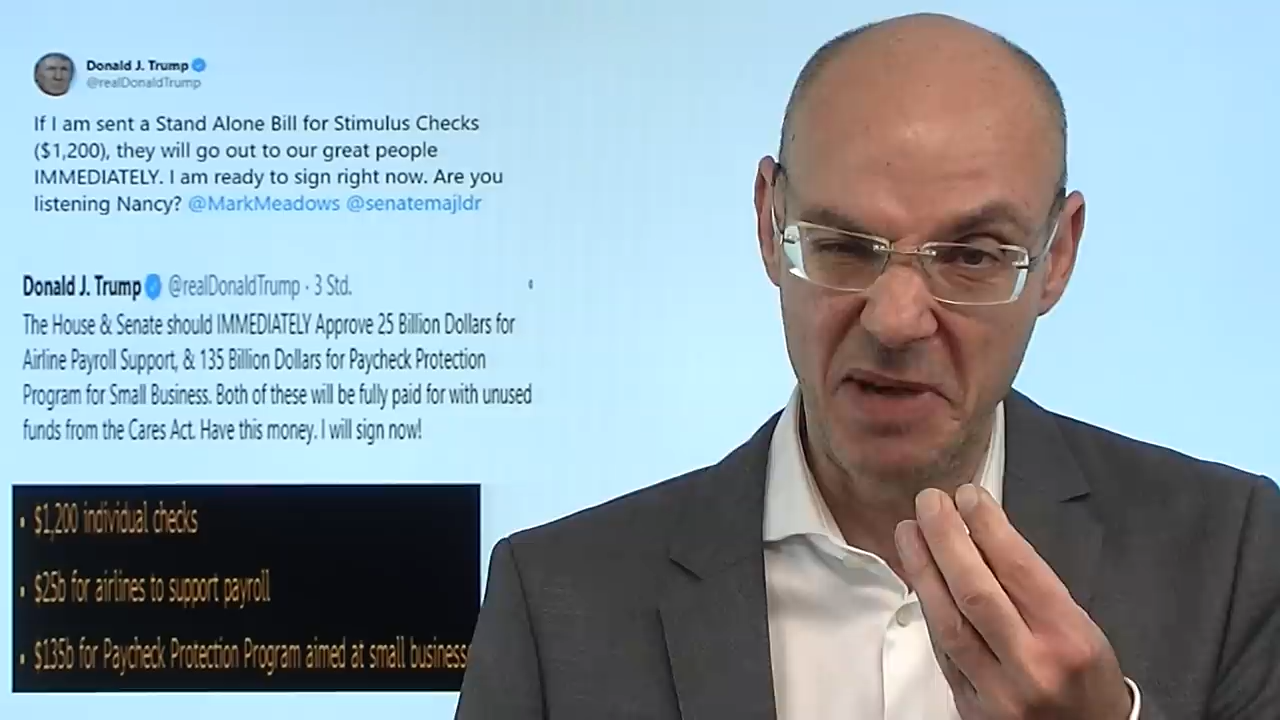 Donald J. Trump
@realDonaldTrump
If I am sent a Stand Alone Bill for Stimulus Checks
($1,200), they will go out to our great people
IMMEDIATELY. I am ready to sign right now. Are you
listening Nancy? @MarkMeadows @senatemajldr
Donald J. Trump @realDonaldTrump · 3 Std.
The House & Senate should IMMEDIATELY Approve 25 Billion Dollars for
Airline Payroll Support, & 135 Billion Dollars for Paycheck Protection
Program for Small Business. Both of these will be fully paid for with unused
funds from the Cares Act. Have this money. I will sign now!
• $1,200 individual checks
• $25b for airlines to support payroll
• $135b for Paycheck Protection Program aimed at small business